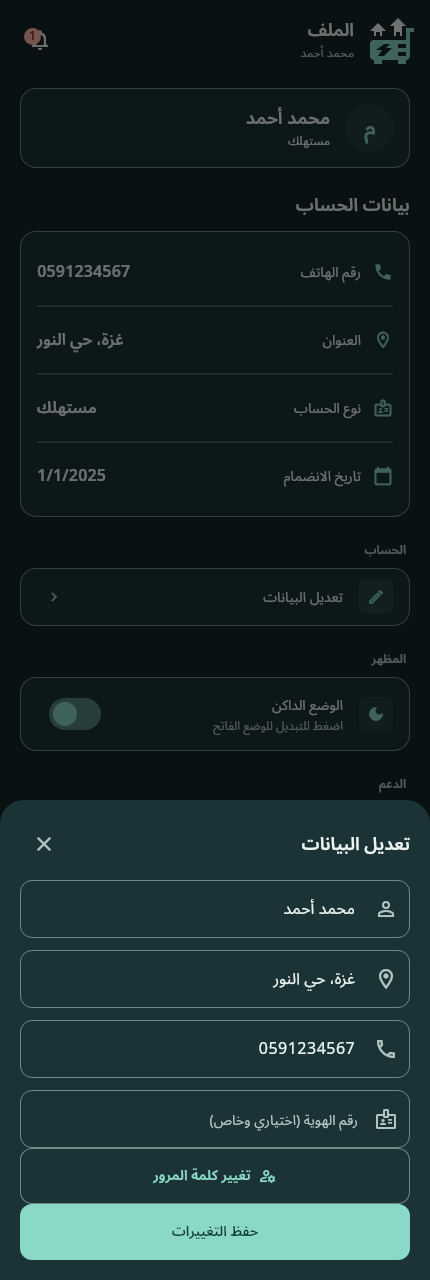 الملف
محمد أحمد
1
م
محمد أحمد
مستهلك
بيانات الحساب
رقم الهاتف 0591234567
العنوان غزة، حي النور
نوع الحساب مستهلك
تاريخ الانضمام 1/1/2025
الحساب
تعديل البيانات
المظهر
الوضع الداكن
اضغط للتبديل للوضع الفاتح
الدعم
تعديل البيانات
محمد أحمد
غزة، حي النور
0591234567
رقم الهوية (اختياري وخاص)
تغيير كلمة المرور
حفظ التغييرات